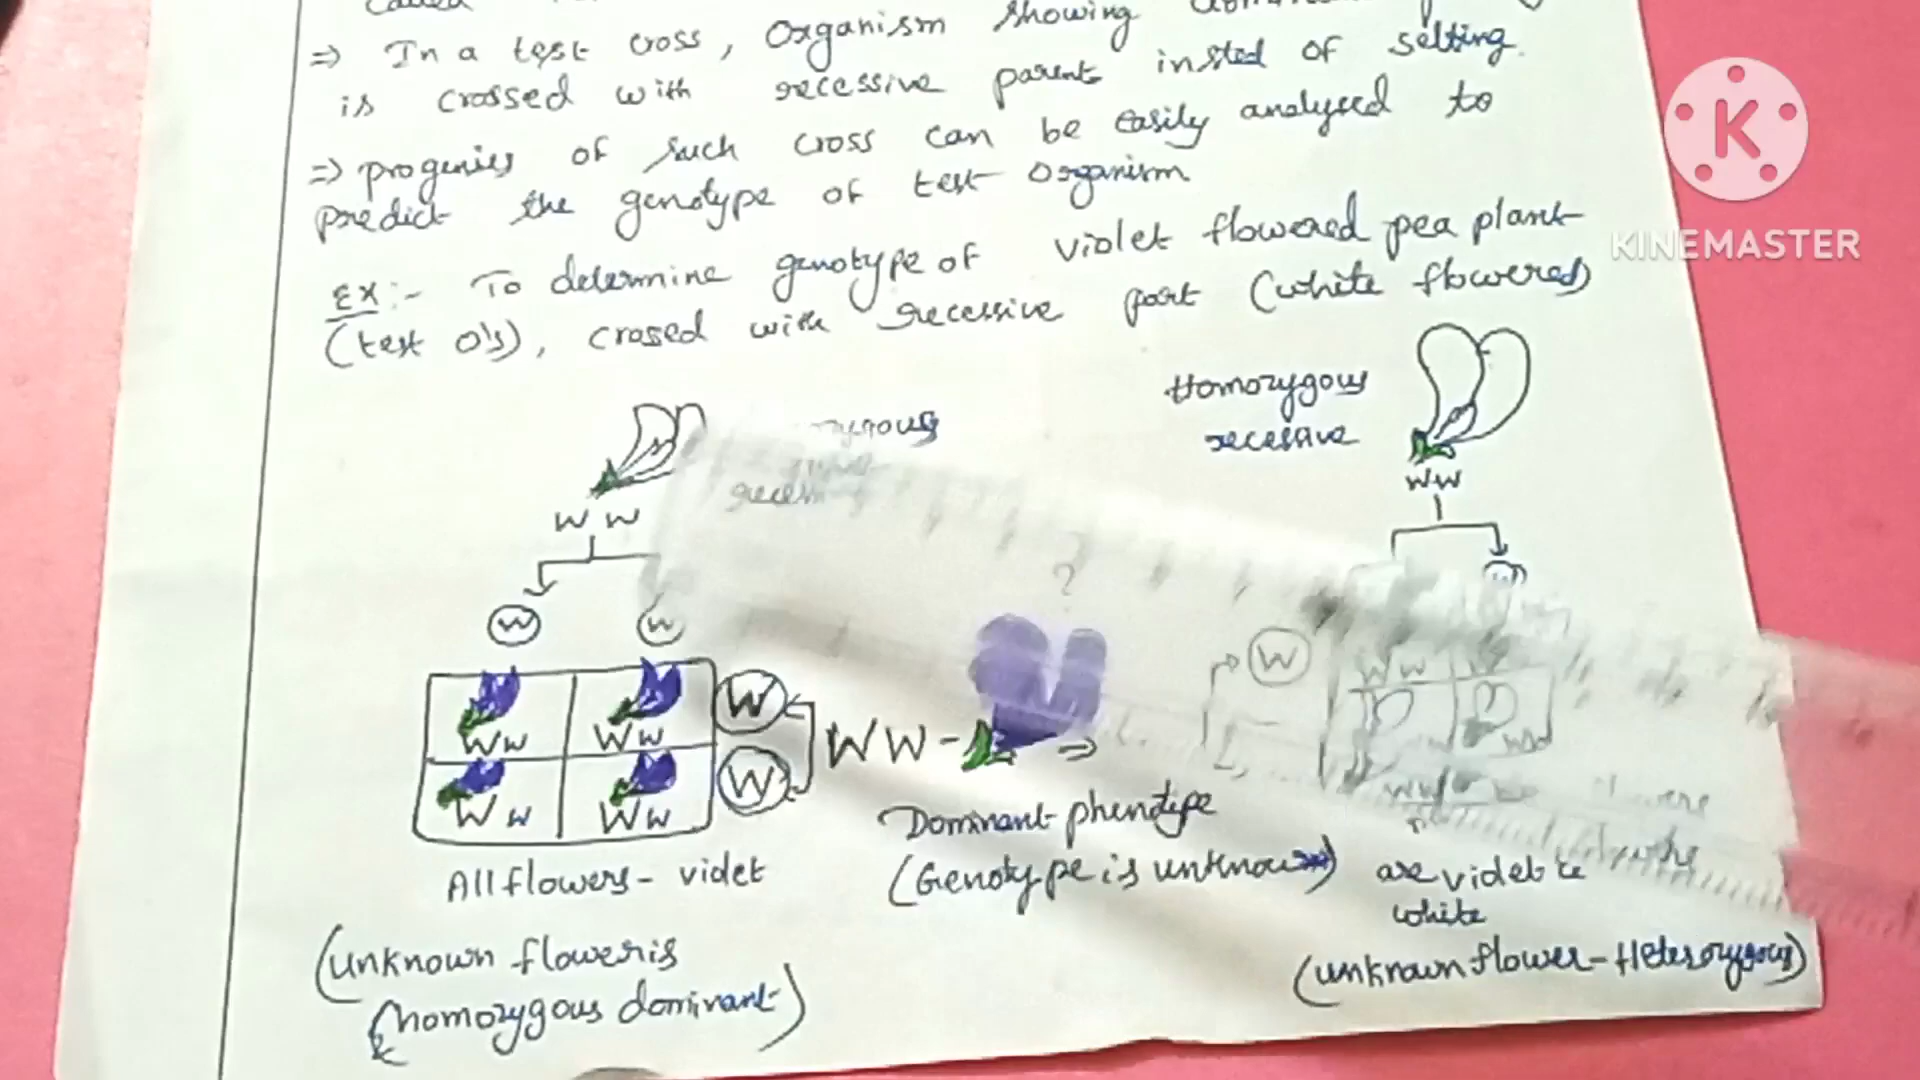 called
⇒ In a test cross, Organism showing
is crossed with recessive parent insted of selfing.
⇒ progenies of such cross can be easily analysed to
predict the genotype of test organism
Ex:- To determine genotype of violet flowered pea plant
(test o's), crosed with recessive part (white flowered)
Homozygous
recessive
ww
w w
w
w
?
W
Ww
Ww
W
Ww
Ww
W
WW-
⇒
W
Ww
All flowers - violet
Dominant phenotype
(Genotype is unknown)
are violet &
white
(unknown flower is
homozygous dominant)
(unknown flower - Heterozygous)
K
KINEMASTER